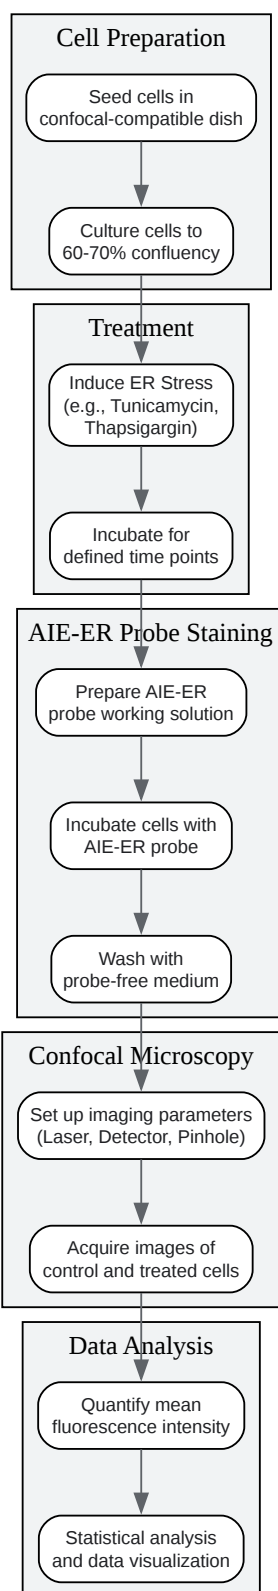 Cell Preparation
Seed cells in
confocal-compatible dish
Culture cells to
60-70% confluency
Treatment
Induce ER Stress
(e.g., Tunicamycin,
Thapsigargin)
Incubate for
defined time points
AIE-ER Probe Staining
Prepare AIE-ER
probe working solution
Incubate cells with
AIE-ER probe
Wash with
probe-free medium
Confocal Microscopy
Set up imaging parameters
(Laser, Detector, Pinhole)
Acquire images of
control and treated cells
Data Analysis
Quantify mean
fluorescence intensity
Statistical analysis
and data visualization